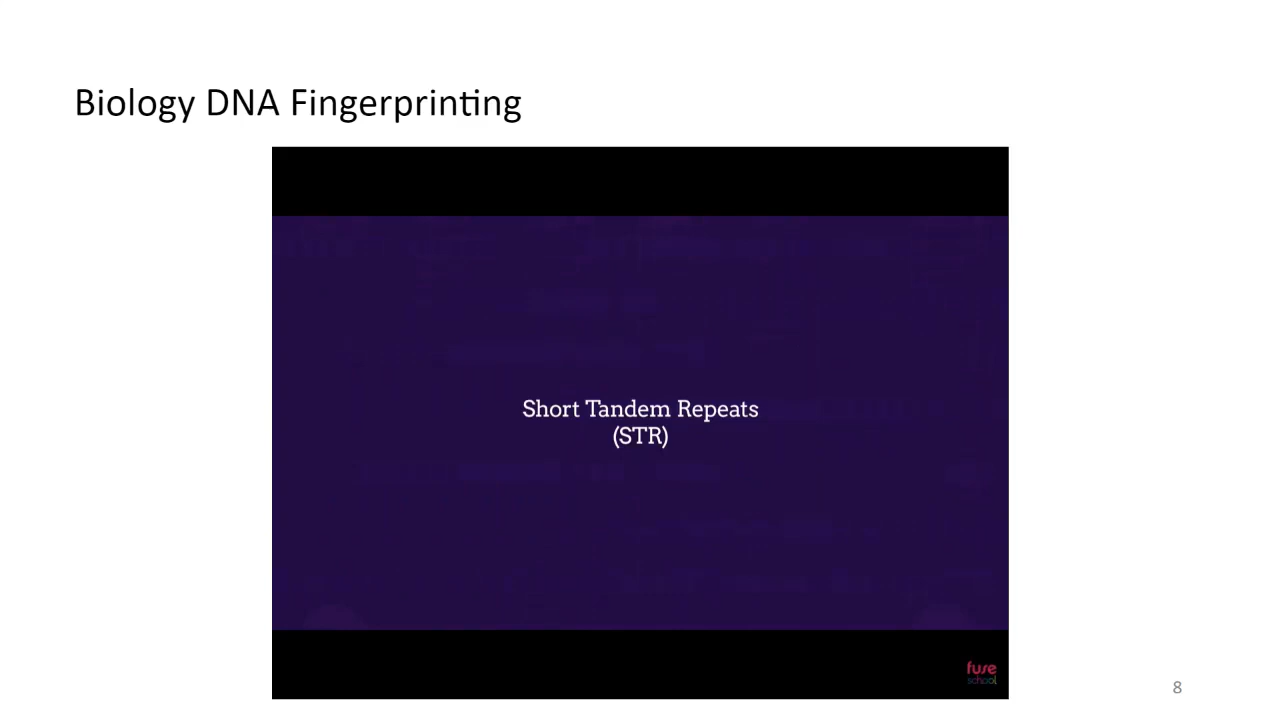 Biology DNA Fingerprinting
Short Tandem Repeats
(STR)
fuse
school
8